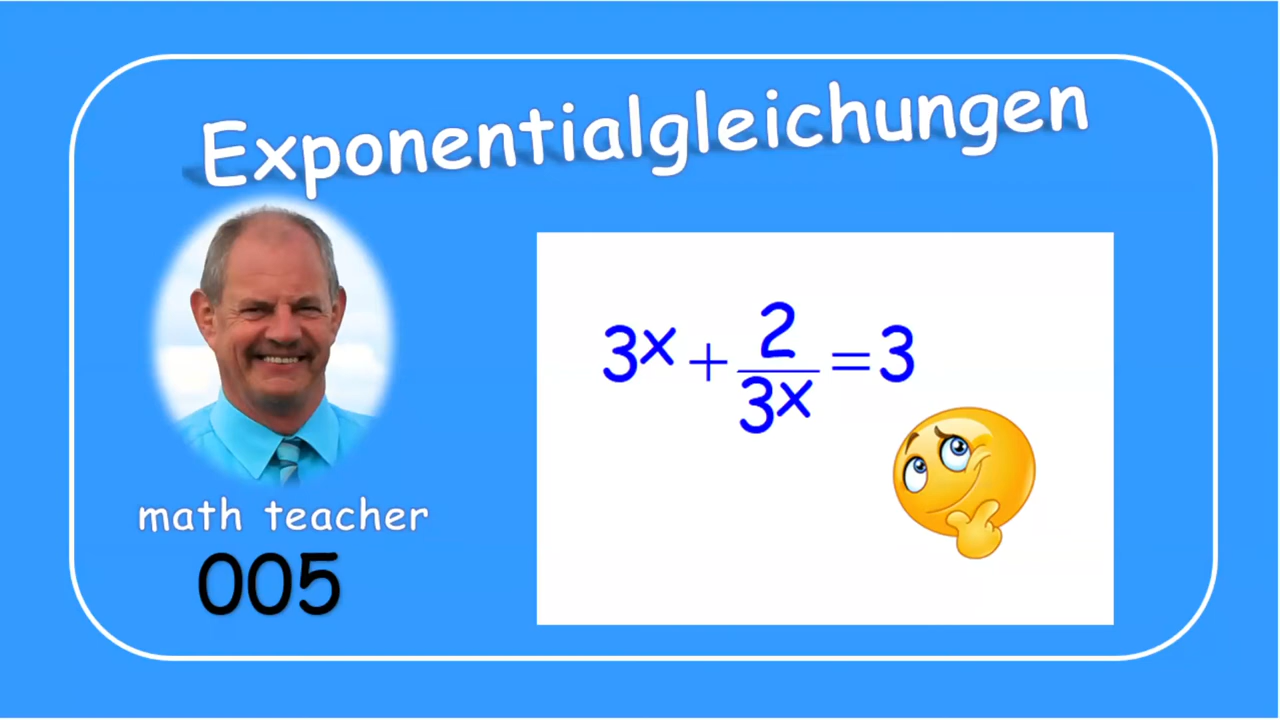 Exponentialgleichungen
3ˣ + 2/3ˣ = 3
math teacher
005